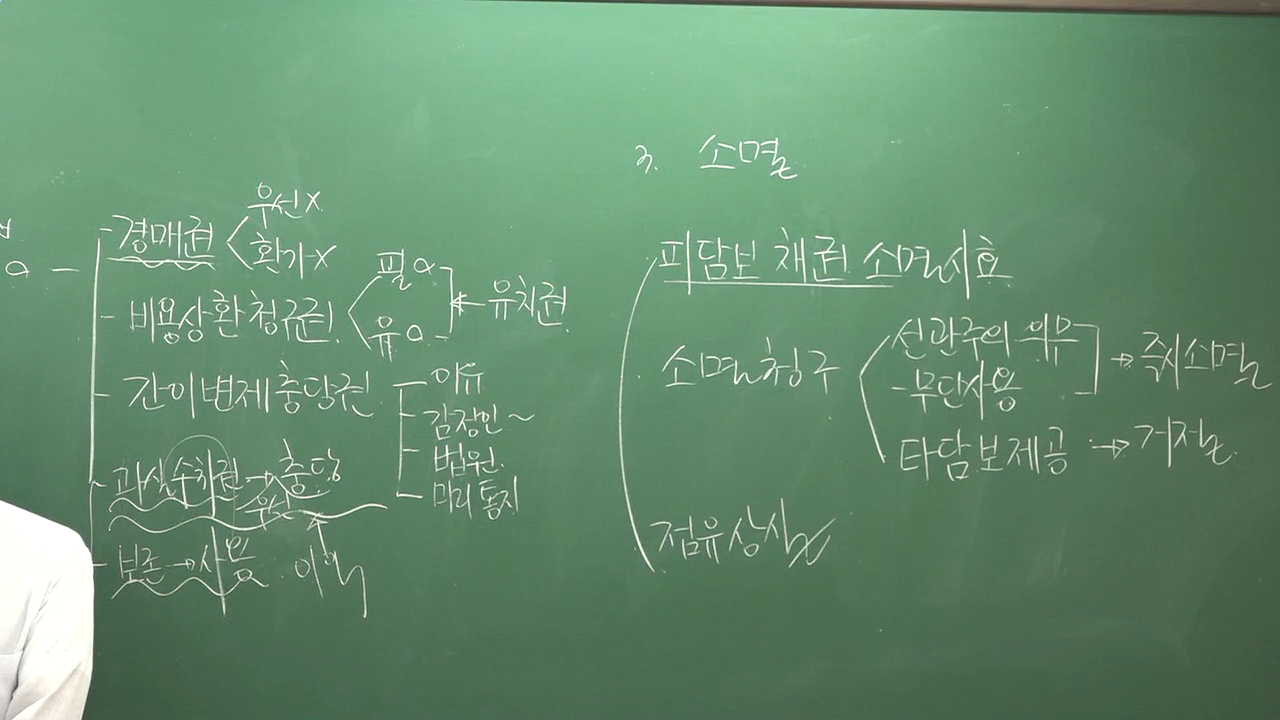 경매권
우선X
환가X
비용상환청구권
필a
유a
유치권
간이변제충당권
이유
감정인~
법원
미리통지
과실수취권→충당
우선
보존→사용
3. 소멸
피담보채권 소멸시효
소멸청구
선관주의 의무
-무단사용
→즉시소멸
타담보제공 →거절
점유상실